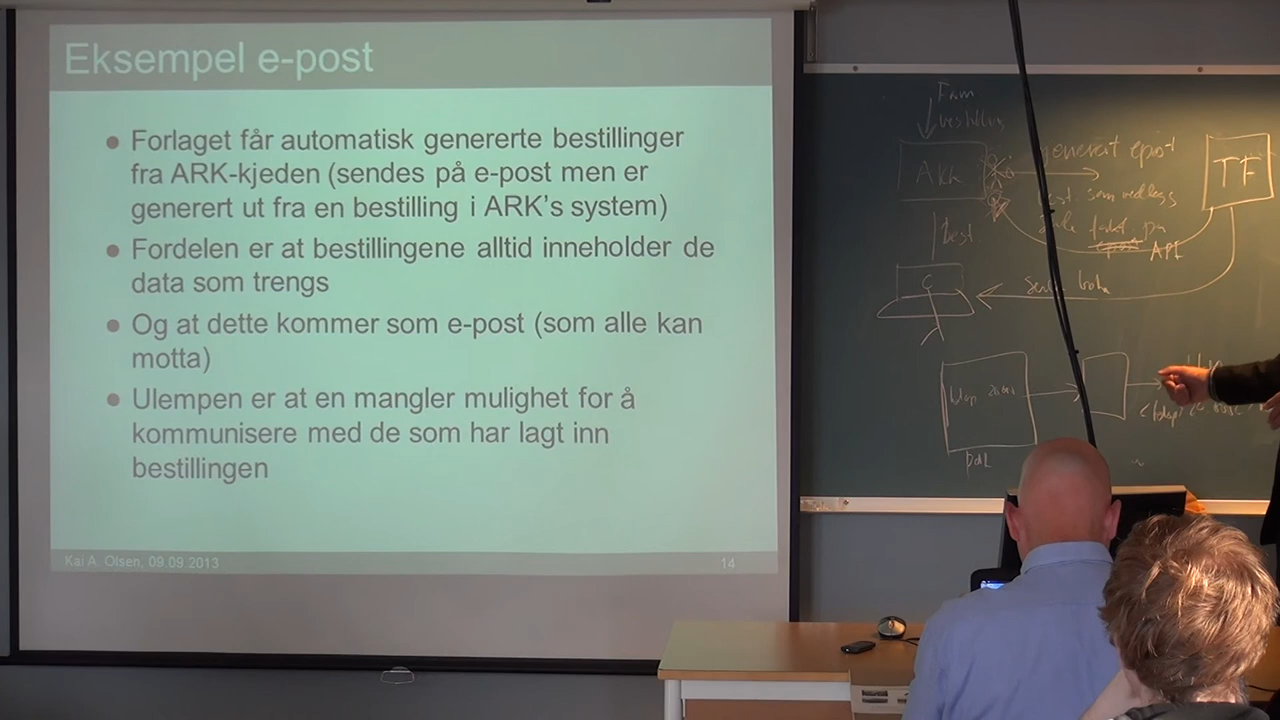 Eksempel e-post
● Forlaget får automatisk genererte bestillinger
fra ARK-kjeden (sendes på e-post men er
generert ut fra en bestilling i ARK's system)
● Fordelen er at bestillingene alltid inneholder de
data som trengs
● Og at dette kommer som e-post (som alle kan
motta)
● Ulempen er at en mangler mulighet for å
kommunisere med de som har lagt inn
bestillingen
Kai A. Olsen, 09.09.2013
14
ARK
generert epost
TF
best
som vedlegg
API
C